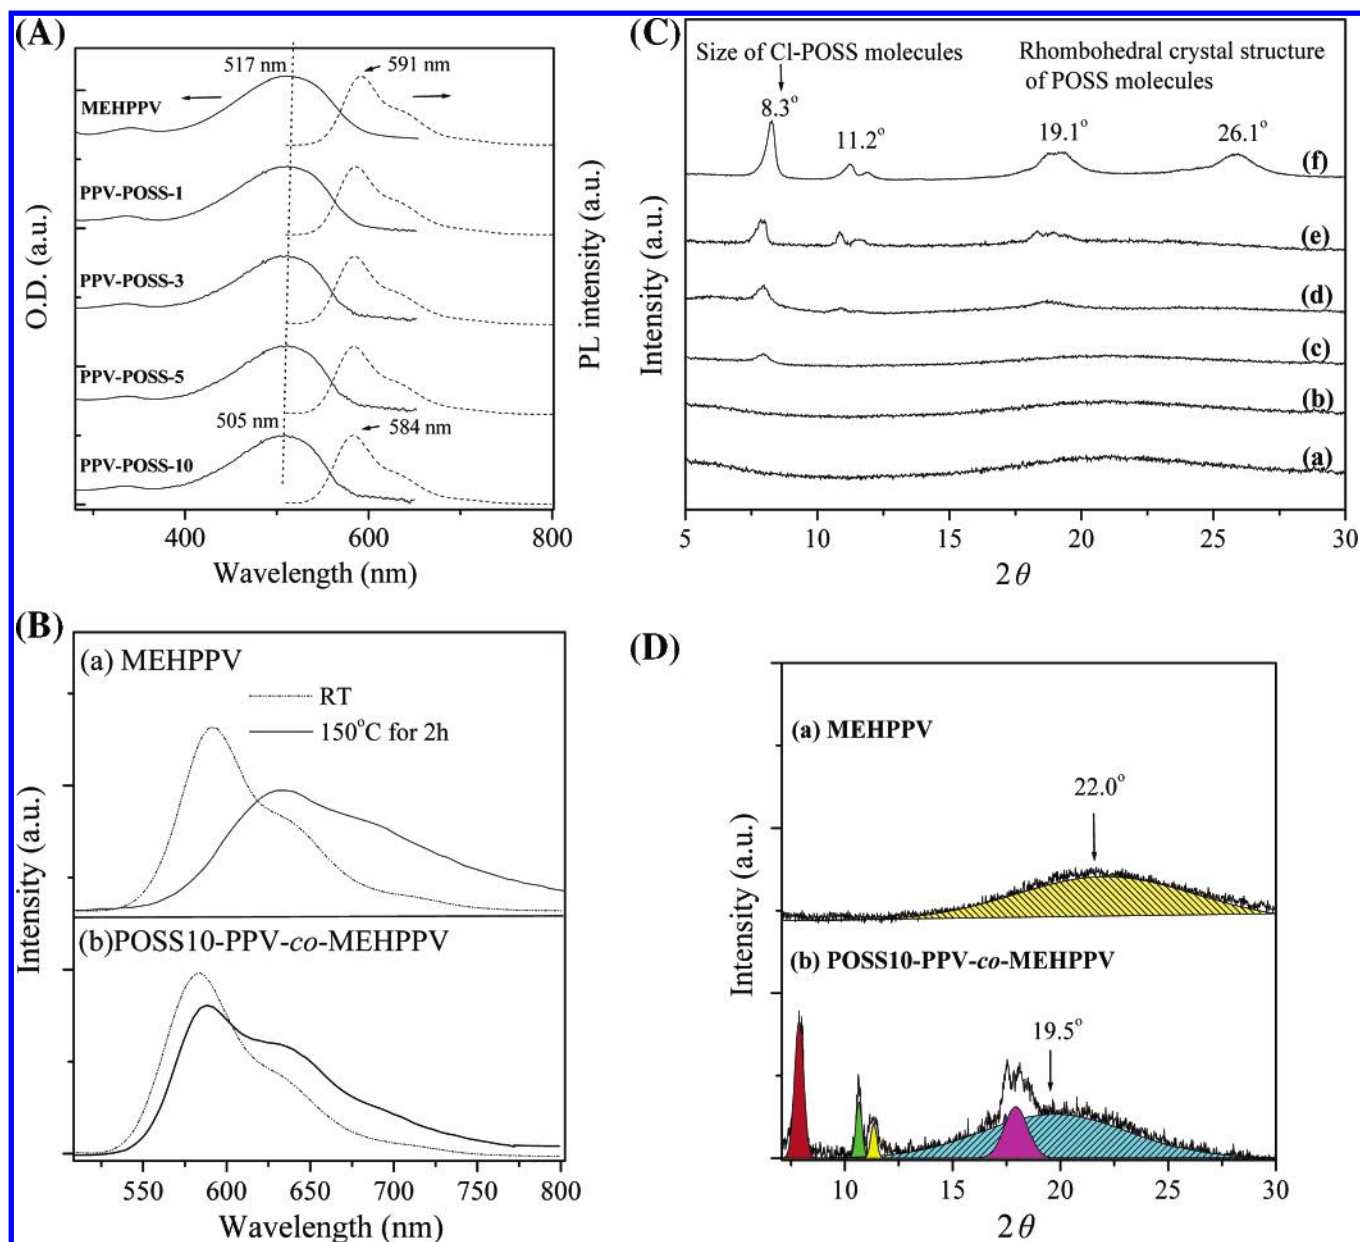 (A)
517 nm
591 nm
MEHPPV
PPV-POSS-1
PPV-POSS-3
PPV-POSS-5
505 nm
584 nm
PPV-POSS-10
O.D. (a.u.)
PL intensity (a.u.)
400 600 800
Wavelength (nm)
(B)
(a) MEHPPV
RT
150°C for 2h
(b)POSS10-PPV-co-MEHPPV
Intensity (a.u.)
550 600 650 700 750 800
Wavelength (nm)
(C)
Size of Cl-POSS molecules
Rhombohedral crystal structure
of POSS molecules
8.3°
11.2°
19.1°
26.1°
(f)
(e)
(d)
(c)
(b)
(a)
Intensity (a.u.)
5 10 15 20 25 30
2θ
(D)
(a) MEHPPV
22.0°
(b) POSS10-PPV-co-MEHPPV
19.5°
Intensity (a.u.)
10 15 20 25 30
2θ